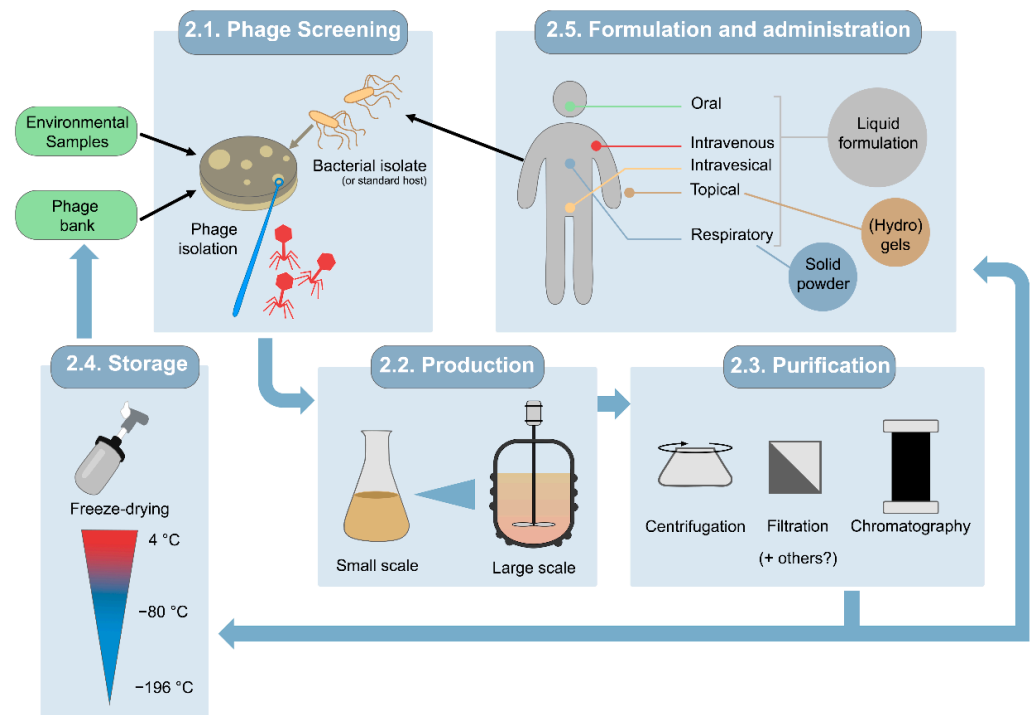 2.1. Phage Screening
Environmental
Samples
Phage
bank
Bacterial isolate
(or standard host)
Phage
isolation
2.5. Formulation and administration
Oral
Intravenous
Intravesical
Topical
Respiratory
Liquid
formulation
(Hydro)
gels
Solid
powder
2.4. Storage
Freeze-drying
4 °C
−80 °C
−196 °C
2.2. Production
Small scale
Large scale
2.3. Purification
Centrifugation
Filtration
Chromatography
(+ others?)